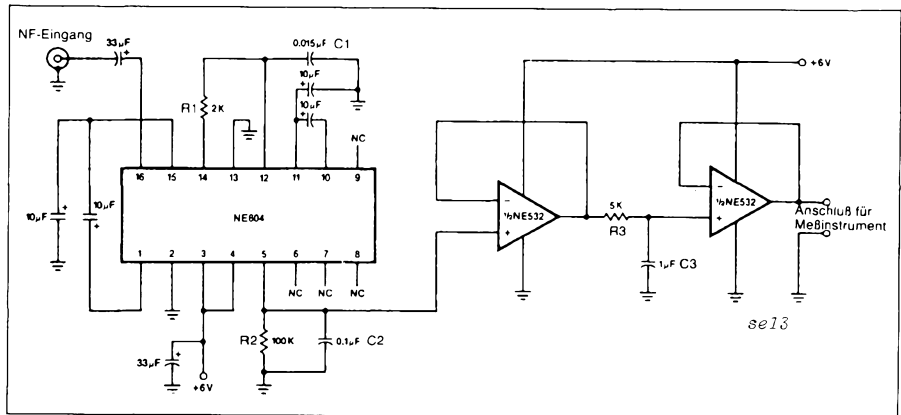 NF-Eingang
33µF +
0.015µF C1
10µF
+
10µF
+
R1 2K
NC
+6V
16 15 14 13 12 11 10 9
NE604
1 2 3 4 5 6 7 8
10µF +
10µF +
NC NC NC
R2 100K
0.1µF C2
33µF +
+6V
− ½NE532 +
5K
R3
1µF C3
− ½NE532 +
Anschluß für
Meßinstrument
sel3